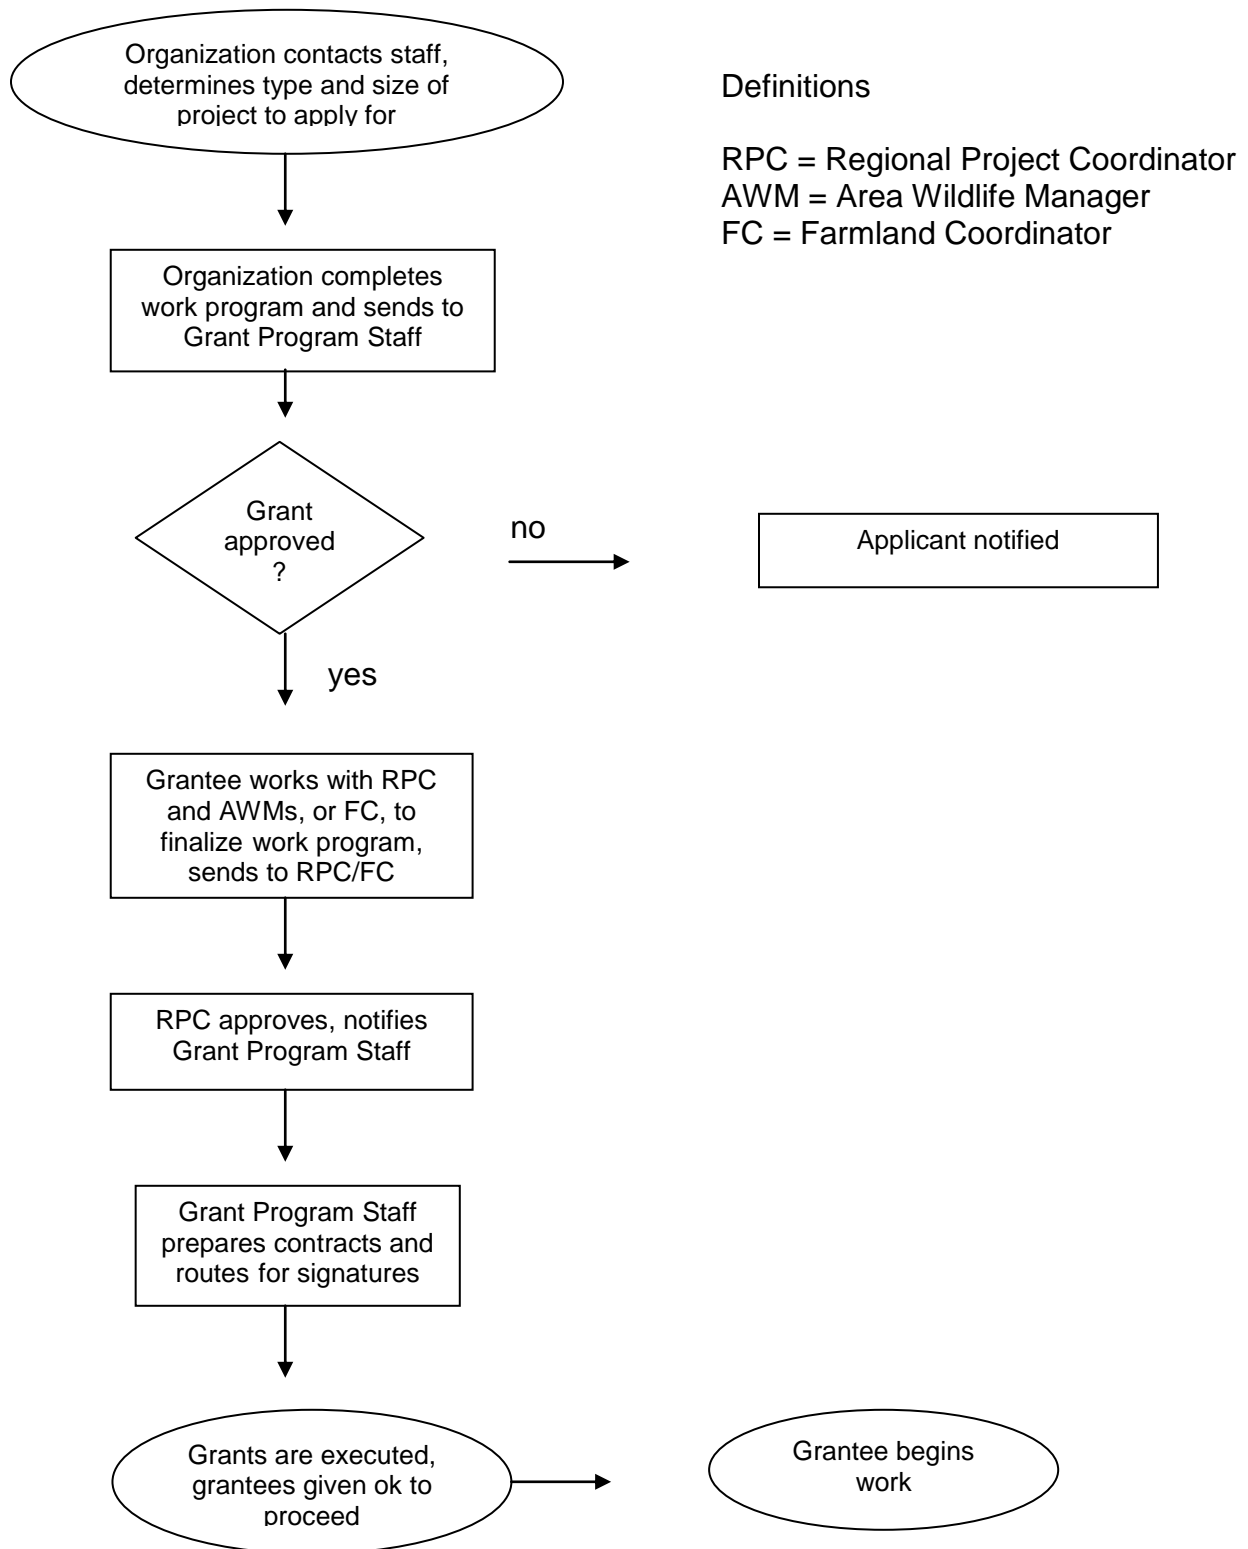 Organization contacts staff,
determines type and size of
project to apply for
Definitions
RPC = Regional Project Coordinator
AWM = Area Wildlife Manager
FC = Farmland Coordinator
Organization completes
work program and sends to
Grant Program Staff
Grant
approved
?
no
Applicant notified
yes
Grantee works with RPC
and AWMs, or FC, to
finalize work program,
sends to RPC/FC
RPC approves, notifies
Grant Program Staff
Grant Program Staff
prepares contracts and
routes for signatures
Grants are executed,
grantees given ok to
proceed
Grantee begins
work